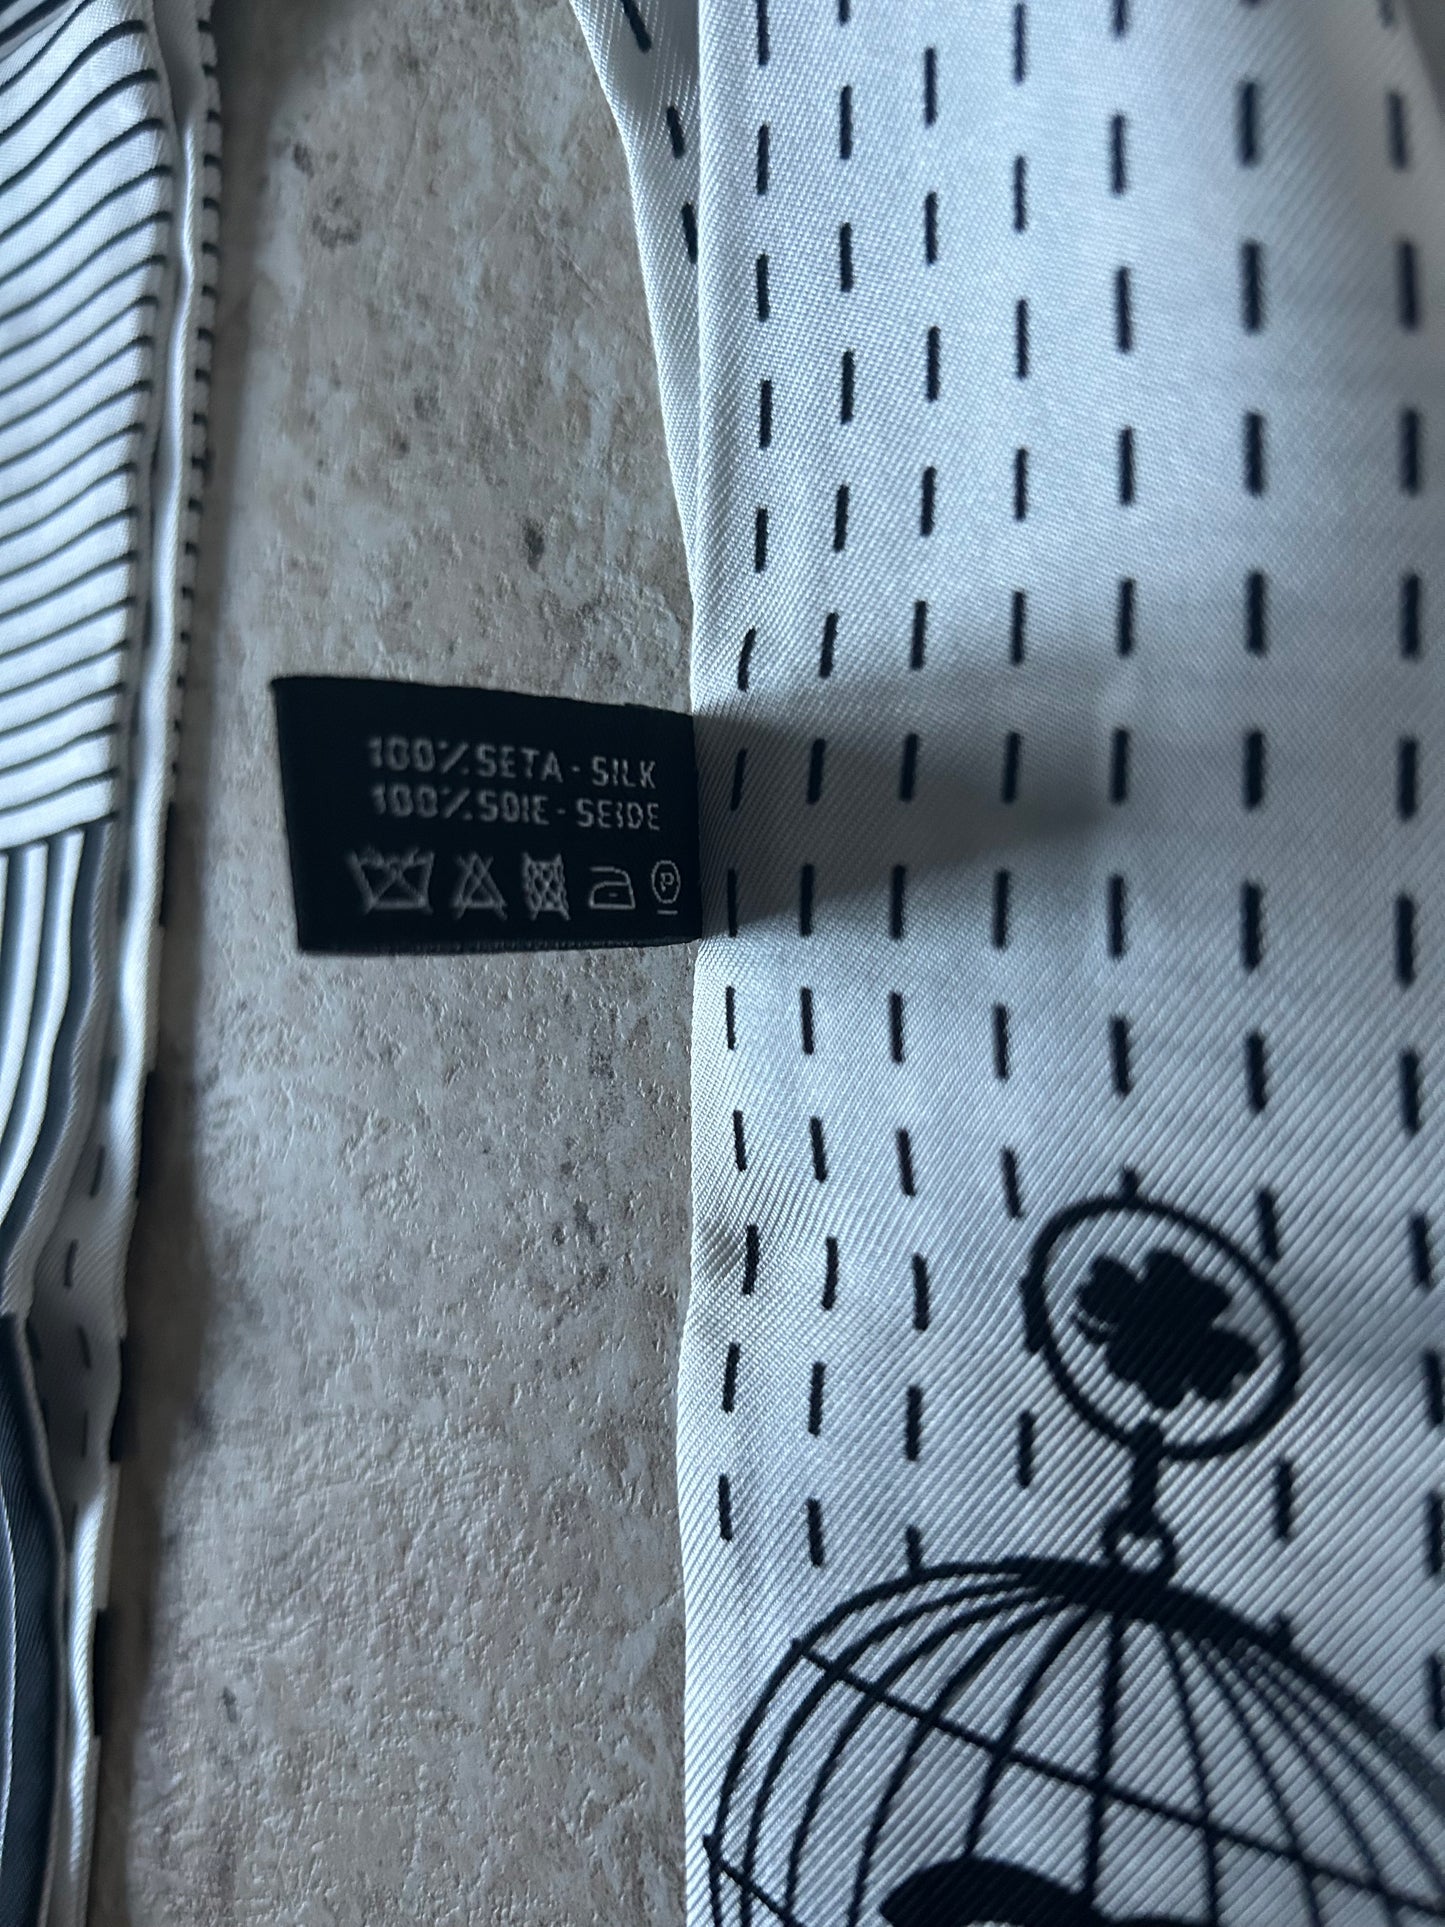 100% SETA - SILK
100% SOIE - SEIDE
P